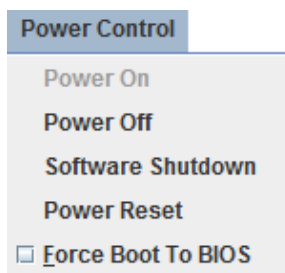 Power Control
Power On
Power Off
Software Shutdown
Power Reset
Force Boot To BIOS